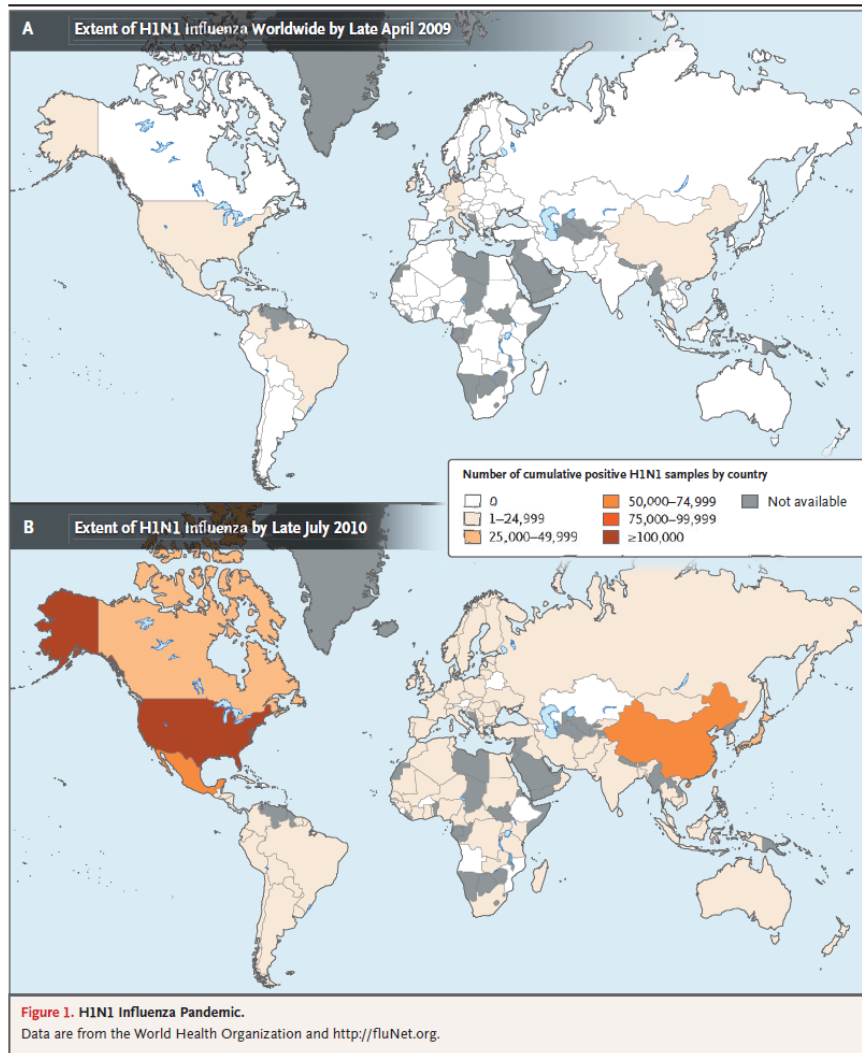 A Extent of H1N1 Influenza Worldwide by Late April 2009
Number of cumulative positive H1N1 samples by country
0
1–24,999
25,000–49,999
50,000–74,999
75,000–99,999
≥100,000
Not available
B Extent of H1N1 Influenza by Late July 2010
Figure 1. H1N1 Influenza Pandemic.
Data are from the World Health Organization and http://fluNet.org.